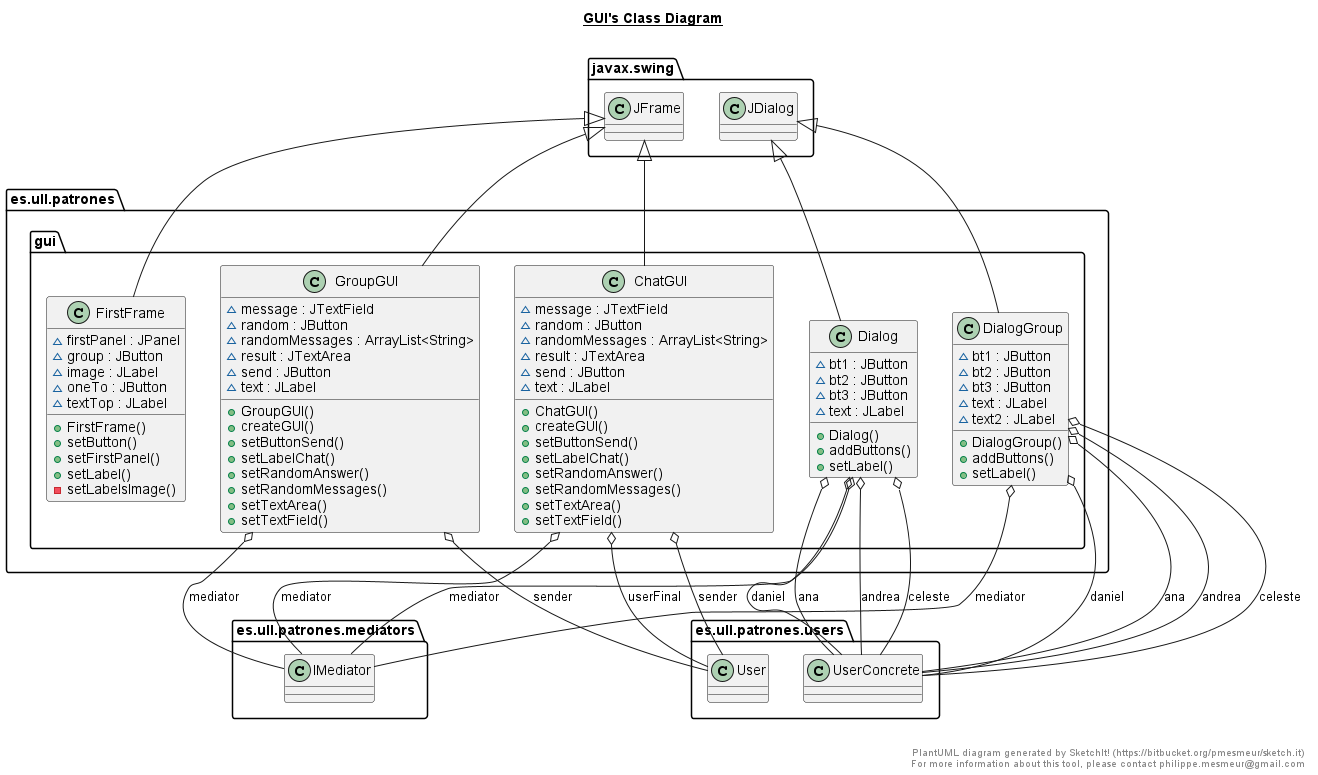 GUI's Class Diagram
javax.swing
C JFrame
C JDialog
es.ull.patrones
gui
C FirstFrame
firstPanel : JPanel
group : JButton
image : JLabel
oneTo : JButton
textTop : JLabel
FirstFrame()
setButton()
setFirstPanel()
setLabel()
setLabelsImage()
C GroupGUI
message : JTextField
random : JButton
randomMessages : ArrayList<String>
result : JTextArea
send : JButton
text : JLabel
GroupGUI()
createGUI()
setButtonSend()
setLabelChat()
setRandomAnswer()
setRandomMessages()
setTextArea()
setTextField()
C ChatGUI
message : JTextField
random : JButton
randomMessages : ArrayList<String>
result : JTextArea
send : JButton
text : JLabel
ChatGUI()
createGUI()
setButtonSend()
setLabelChat()
setRandomAnswer()
setRandomMessages()
setTextArea()
setTextField()
C Dialog
bt1 : JButton
bt2 : JButton
bt3 : JButton
text : JLabel
Dialog()
addButtons()
setLabel()
C DialogGroup
bt1 : JButton
bt2 : JButton
bt3 : JButton
text : JLabel
text2 : JLabel
DialogGroup()
addButtons()
setLabel()
mediator
mediator
mediator
sender
userFinal
sender
daniel
ana
andrea
celeste
mediator
daniel
ana
andrea
celeste
es.ull.patrones.mediators
C IMediator
es.ull.patrones.users
C User
C UserConcrete
PlantUML diagram generated by SketchIt! (https://bitbucket.org/pmesmeur/sketch.it)
For more information about this tool, please contact philippe.mesmeur@gmail.com